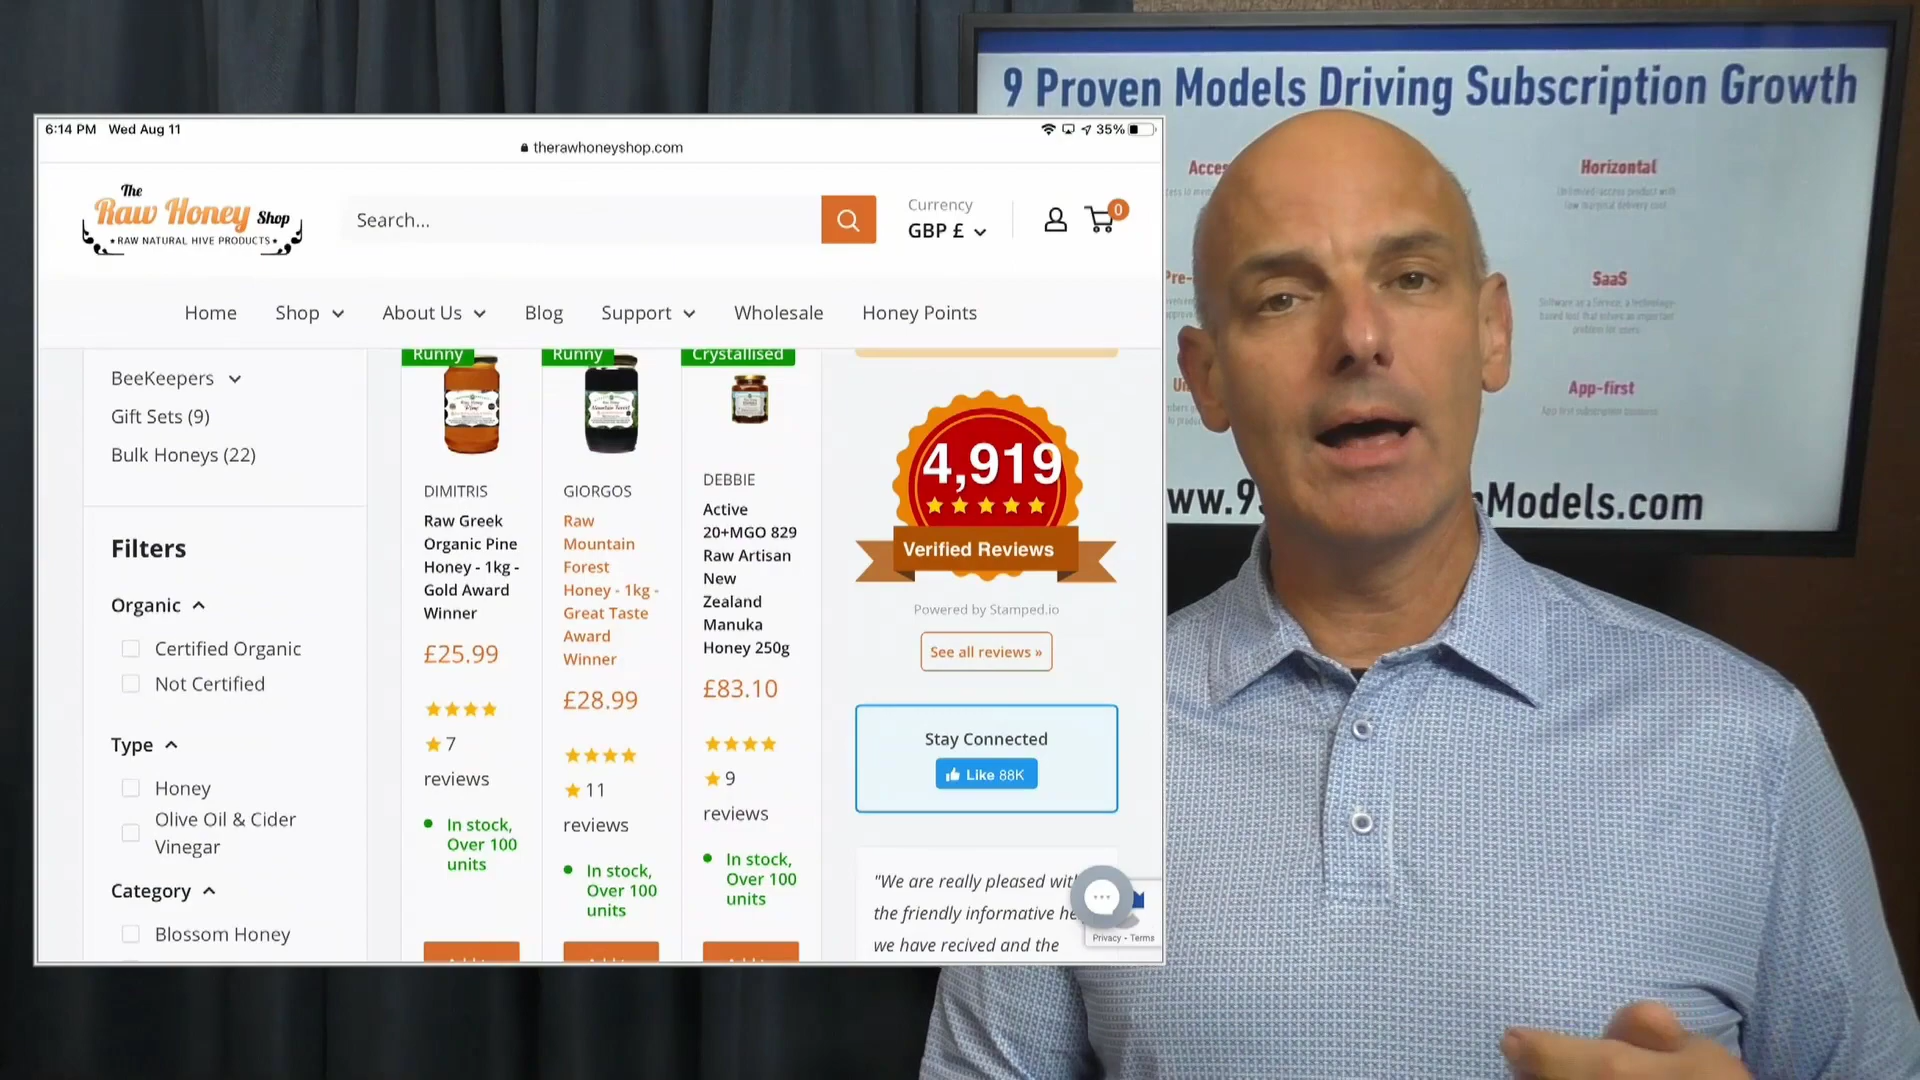 9 Proven Models Driving Subscription Growth
6:14 PM Wed Aug 11
35%
therawhoneyshop.com
The
Raw Honey Shop
RAW NATURAL HIVE PRODUCTS
Search...
Currency
GBP £
0
Home Shop About Us Blog Support Wholesale Honey Points
BeeKeepers
Gift Sets (9)
Bulk Honeys (22)
Filters
Organic
Certified Organic
Not Certified
Type
Honey
Olive Oil & Cider
Vinegar
Category
Blossom Honey
Runny
DIMITRIS
Raw Greek
Organic Pine
Honey - 1kg -
Gold Award
Winner
£25.99
7
reviews
In stock,
Over 100
units
Runny
GIORGOS
Raw
Mountain
Forest
Honey - 1kg -
Great Taste
Award
Winner
£28.99
11
reviews
In stock,
Over 100
units
Crystallised
DEBBIE
Active
20+MGO 829
Raw Artisan
New
Zealand
Manuka
Honey 250g
£83.10
9
reviews
In stock,
Over 100
units
4,919
Verified Reviews
Powered by Stamped.io
See all reviews »
Stay Connected
Like 88K
"We are really pleased wit
the friendly informative he
we have recived and the
Privacy - Terms
Horizontal
SaaS
App-first
Models.com